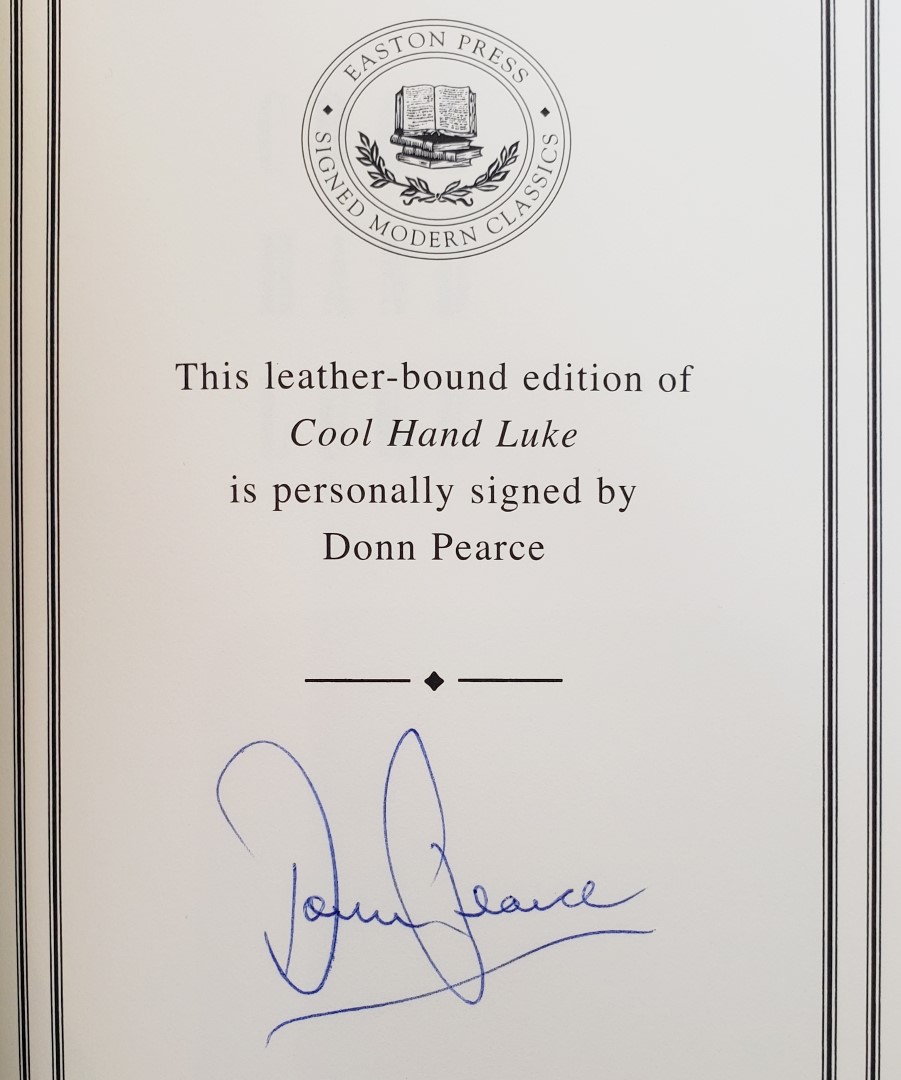 EASTON PRESS
SIGNED MODERN CLASSICS
This leather-bound edition of
Cool Hand Luke
is personally signed by
Donn Pearce
Donn Pearce